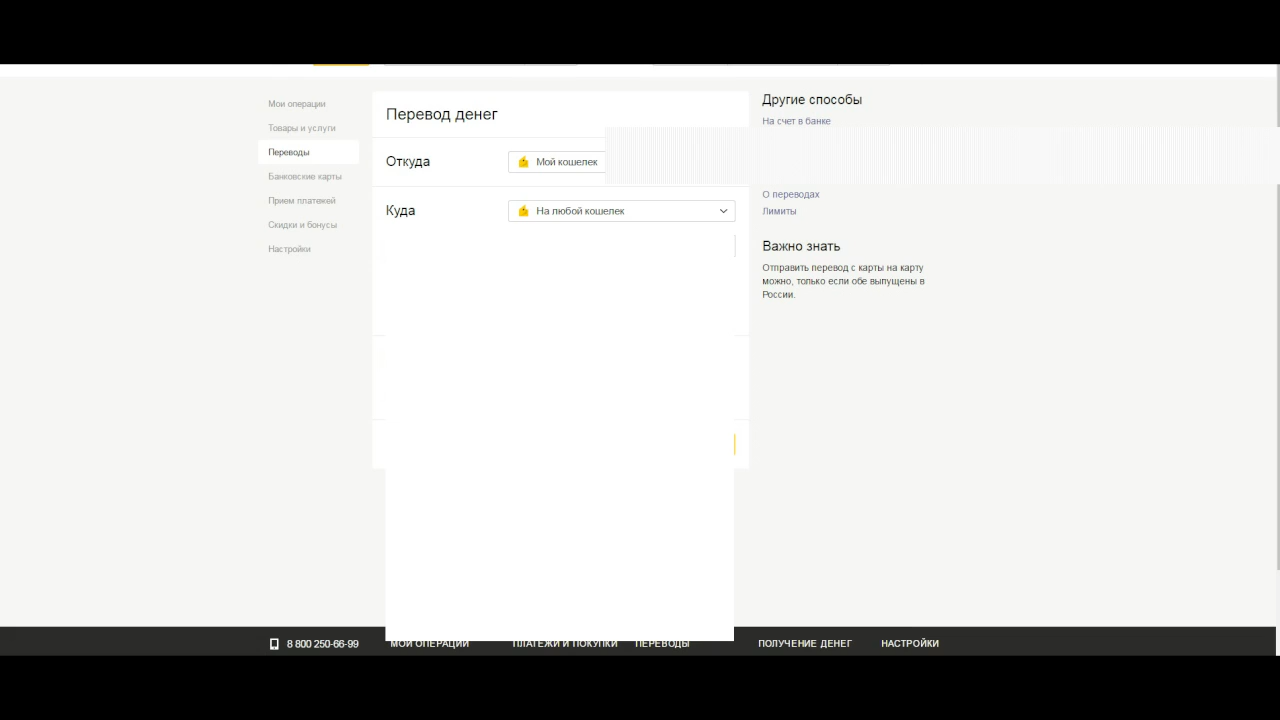 Мои операции
Товары и услуги
Переводы
Банковские карты
Прием платежей
Скидки и бонусы
Настройки
Перевод денег
Откуда
Мой кошелек
Куда
На любой кошелек
Другие способы
На счет в банке
О переводах
Лимиты
Важно знать
Отправить перевод с карты на карту
можно, только если обе выпущены в
России.
8 800 250-66-99
МОИ ОПЕРАЦИИ
ПЛАТЕЖИ И ПОКУПКИ
ПЕРЕВОДЫ
ПОЛУЧЕНИЕ ДЕНЕГ
НАСТРОЙКИ